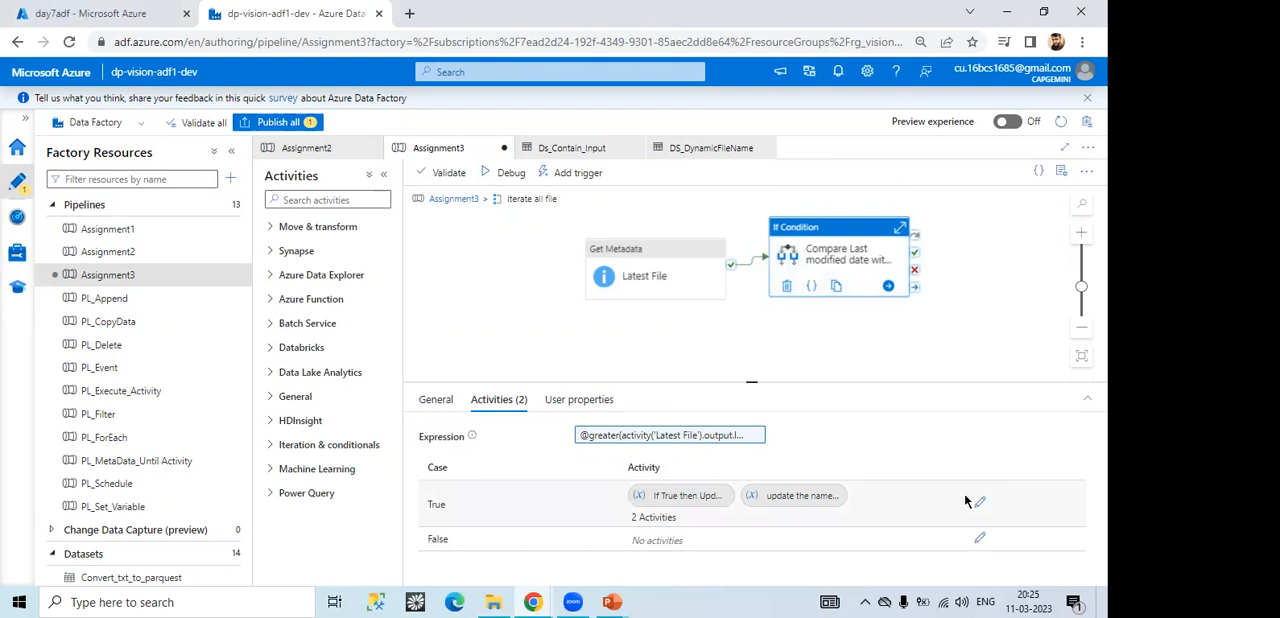 day7adf - Microsoft Azure
dp-vision-adf1-dev - Azure Data
adf.azure.com/en/authoring/pipeline/Assignment3?factory=%2Fsubscriptions%2F7ead2d24-192f-4349-9301-85aec2dd8e64%2FresourceGroups%2Frg_vision...
Microsoft Azure
dp-vision-adf1-dev
Search
cu.16bcs1685@gmail.com
CAPGEMINI
Tell us what you think, share your feedback in this quick survey about Azure Data Factory
Data Factory
Validate all
Publish all 1
Preview experience
Off
Factory Resources
Filter resources by name
Pipelines 13
Assignment1
Assignment2
Assignment3
PL_Append
PL_CopyData
PL_Delete
PL_Event
PL_Execute_Activity
PL_Filter
PL_ForEach
PL_MetaData_Until Activity
PL_Schedule
PL_Set_Variable
Change Data Capture (preview) 0
Datasets 14
Convert_txt_to_parquest
Assignment2
Assignment3
Ds_Contain_Input
DS_DynamicFileName
Activities
Search activities
Move & transform
Synapse
Azure Data Explorer
Azure Function
Batch Service
Databricks
Data Lake Analytics
General
HDInsight
Iteration & conditionals
Machine Learning
Power Query
Validate
Debug
Add trigger
Assignment3 > Iterate all file
Get Metadata
Latest File
If Condition
Compare Last
modified date wit...
General
Activities (2)
User properties
Expression
@greater(activity('Latest File').output.l...
Case
Activity
True
If True then Upd...
update the name...
2 Activities
False
No activities
Type here to search
ENG
20:25
11-03-2023
1